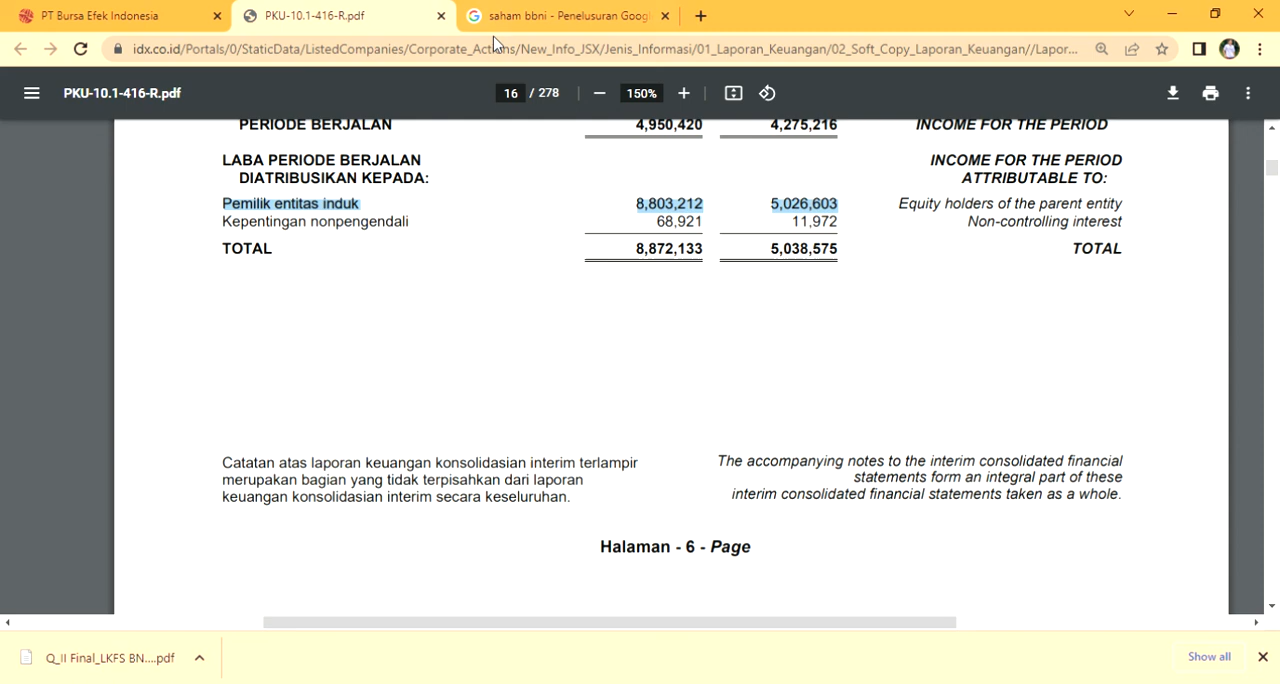 PT Bursa Efek Indonesia
PKU-10.1-416-R.pdf
saham bbni - Penelusuran Goog
idx.co.id/Portals/0/StaticData/ListedCompanies/Corporate_Actions/New_Info_JSX/Jenis_Informasi/01_Laporan_Keuangan/02_Soft_Copy_Laporan_Keuangan//Lapor...
PKU-10.1-416-R.pdf
16 / 278
150%
PERIODE BERJALAN 4,950,420 4,275,216 INCOME FOR THE PERIOD
LABA PERIODE BERJALAN INCOME FOR THE PERIOD
DIATRIBUSIKAN KEPADA: ATTRIBUTABLE TO:
Pemilik entitas induk 8,803,212 5,026,603 Equity holders of the parent entity
Kepentingan nonpengendali 68,921 11,972 Non-controlling interest
TOTAL 8,872,133 5,038,575 TOTAL
Catatan atas laporan keuangan konsolidasian interim terlampir
merupakan bagian yang tidak terpisahkan dari laporan
keuangan konsolidasian interim secara keseluruhan.
The accompanying notes to the interim consolidated financial
statements form an integral part of these
interim consolidated financial statements taken as a whole.
Halaman - 6 - Page
Q_II Final_LKFS BN....pdf
Show all